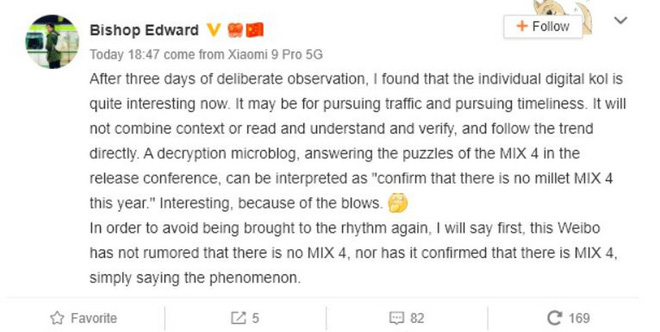 Bishop Edward
+ Follow
Today 18:47 come from Xiaomi 9 Pro 5G
After three days of deliberate observation, I found that the individual digital kol is
quite interesting now. It may be for pursuing traffic and pursuing timeliness. It will
not combine context or read and understand and verify, and follow the trend
directly. A decryption microblog, answering the puzzles of the MIX 4 in the
release conference, can be interpreted as "confirm that there is no millet MIX 4
this year." Interesting, because of the blows.
In order to avoid being brought to the rhythm again, I will say first, this Weibo
has not rumored that there is no MIX 4, nor has it confirmed that there is MIX 4,
simply saying the phenomenon.
Favorite
5
82
169